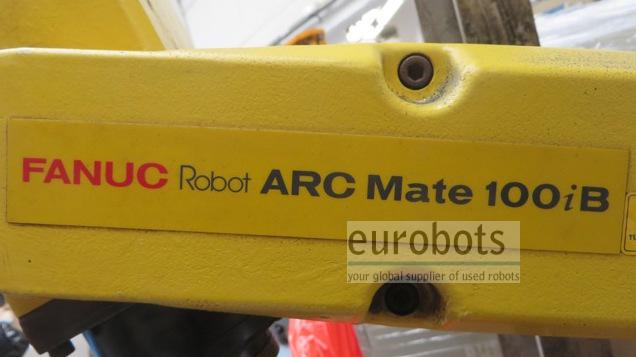 FANUC Robot ARC Mate 100iB
eurobots
your global supplier of used robots